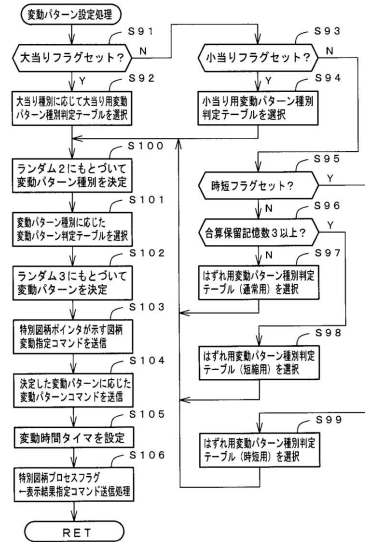 変動パターン設定処理
S91
大当りフラグセット?
N
Y
S92
大当り種別に応じて大当り用変動
パターン種別判定テーブルを選択
S93
小当りフラグセット?
N
Y
S94
小当り用変動パターン種別
判定テーブルを選択
S95
時短フラグセット?
Y
N
S96
合算保留記憶数3以上?
Y
N
S97
はずれ用変動パターン種別判定
テーブル(通常用)を選択
S98
はずれ用変動パターン種別判定
テーブル(短縮用)を選択
S99
はずれ用変動パターン種別判定
テーブル(時短用)を選択
S100
ランダム2にもとづいて
変動パターン種別を決定
S101
変動パターン種別に応じた
変動パターン判定テーブルを選択
S102
ランダム3にもとづいて
変動パターンを決定
S103
特別図柄ポインタが示す図柄
変動指定コマンドを送信
S104
決定した変動パターンに応じた
変動パターンコマンドを送信
S105
変動時間タイマを設定
S106
特別図柄プロセスフラグ
←表示結果指定コマンド送信処理
RET